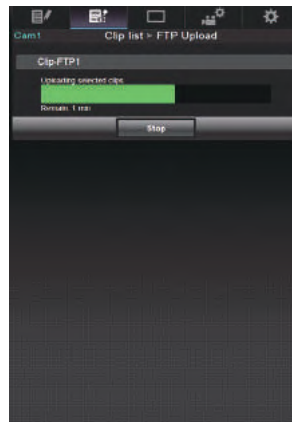 Cam1 Clip list > FTP Upload
Clip-FTP1
Uploading selected clips.
Remain: 1 min
Stop